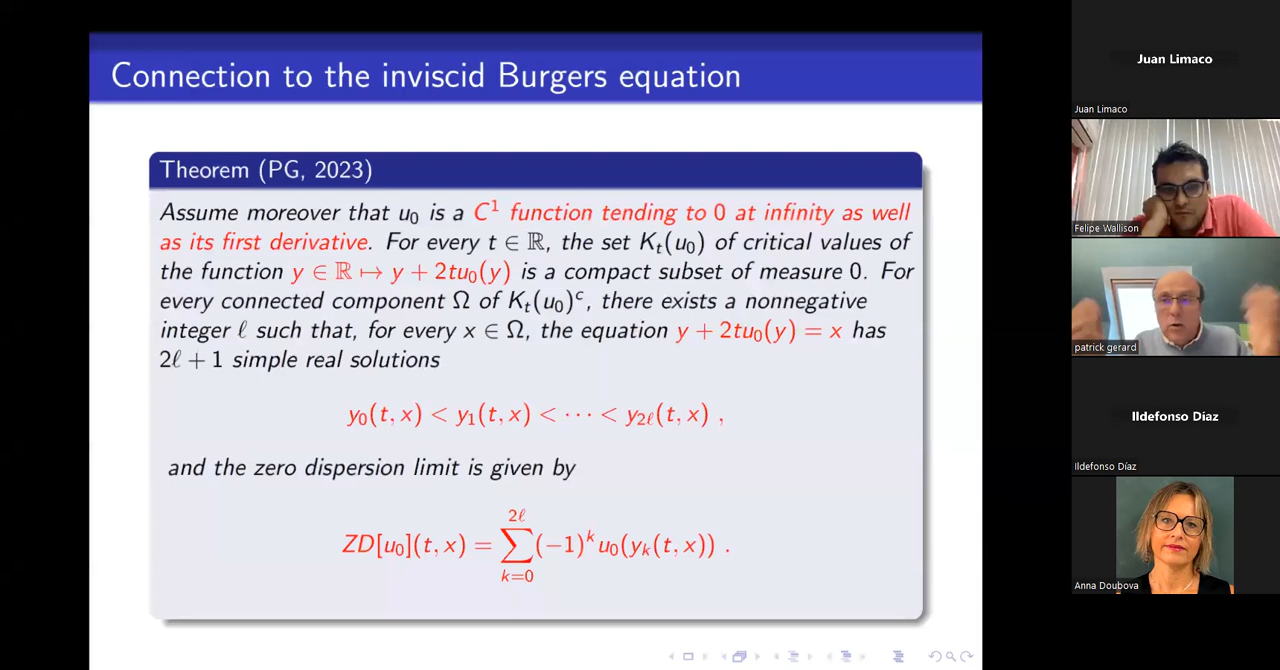 Connection to the inviscid Burgers equation
Theorem (PG, 2023)
Assume moreover that u₀ is a C¹ function tending to 0 at infinity as well
as its first derivative. For every t ∈ ℝ, the set Kₜ(u₀) of critical values of
the function y ∈ ℝ ↦ y + 2tu₀(y) is a compact subset of measure 0. For
every connected component Ω of Kₜ(u₀)ᶜ, there exists a nonnegative
integer ℓ such that, for every x ∈ Ω, the equation y + 2tu₀(y) = x has
2ℓ + 1 simple real solutions
y₀(t, x) < y₁(t, x) < ⋯ < y₂ℓ(t, x) ,
and the zero dispersion limit is given by
ZD[u₀](t, x) = ∑_{k=0}^{2ℓ} (−1)ᵏ u₀(yₖ(t, x)) .
Juan Limaco
Juan Limaco
Felipe Wallison
patrick gerard
Ildefonso Díaz
Ildefonso Díaz
Anna Doubova